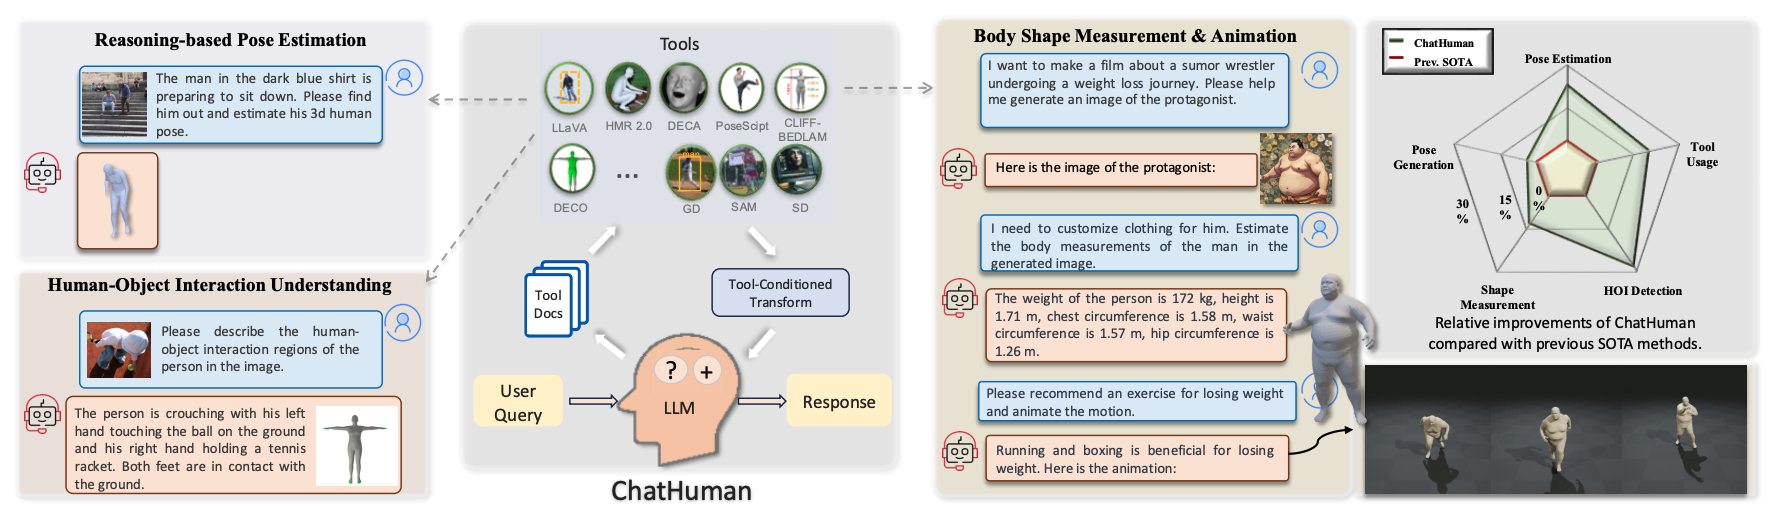 Reasoning-based Pose Estimation
The man in the dark blue shirt is
preparing to sit down. Please find
him out and estimate his 3d human
pose.
Human-Object Interaction Understanding
Please describe the human-
object interaction regions of the
person in the image.
The person is crouching with his left
hand touching the ball on the ground
and his right hand holding a tennis
racket. Both feet are in contact with
the ground.
Tools
LLaVA
HMR 2.0
DECA
PoseScipt
CLIFF-
BEDLAM
DECO
...
man
GD
SAM
SD
Tool
Docs
Tool-Conditioned
Transform
User
Query
? +
LLM
Response
ChatHuman
Body Shape Measurement & Animation
I want to make a film about a sumor wrestler
undergoing a weight loss journey. Please help
me generate an image of the protagonist.
Here is the image of the protagonist:
I need to customize clothing for him. Estimate
the body measurements of the man in the
generated image.
The weight of the person is 172 kg, height is
1.71 m, chest circumference is 1.58 m, waist
circumference is 1.57 m, hip circumference is
1.26 m.
Please recommend an exercise for losing weight
and animate the motion.
Running and boxing is beneficial for losing
weight. Here is the animation:
ChatHuman
Prev. SOTA
Pose Estimation
Tool
Usage
Pose
Generation
0
%
15
%
30
%
Shape
Measurement
HOI Detection
Relative improvements of ChatHuman
compared with previous SOTA methods.